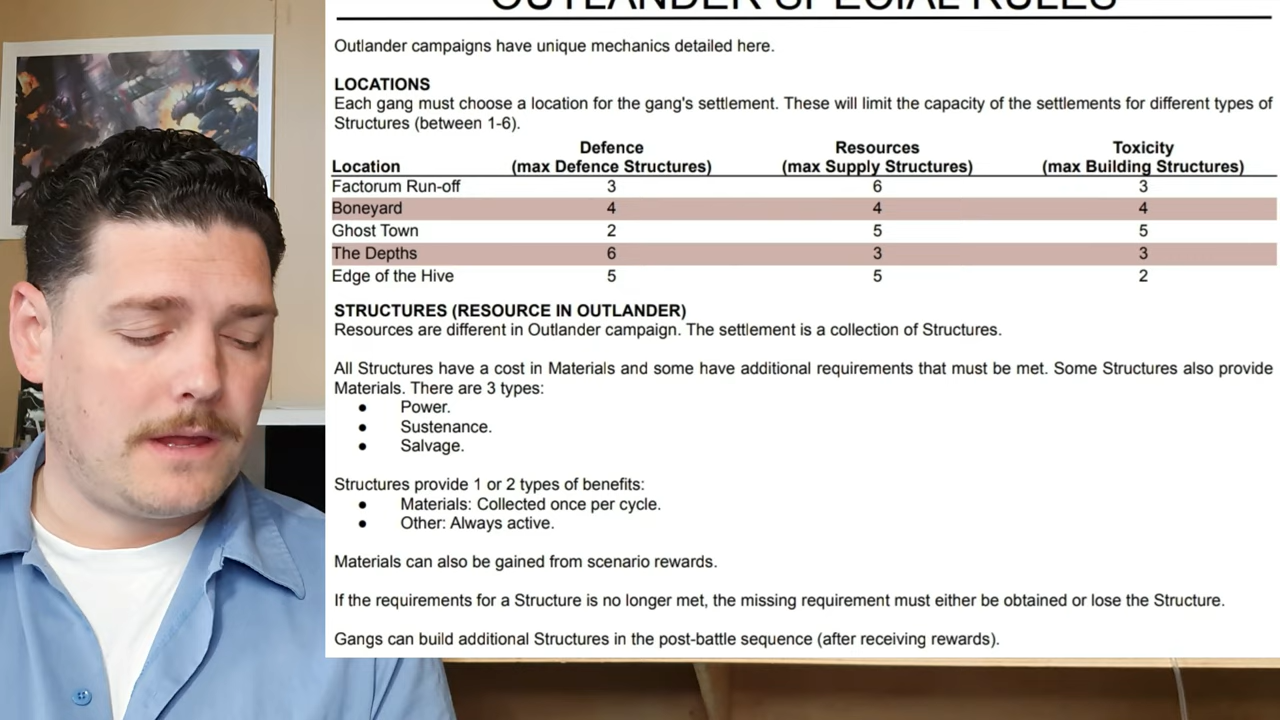 OUTLANDER SPECIAL RULES
Outlander campaigns have unique mechanics detailed here.
LOCATIONS
Each gang must choose a location for the gang's settlement. These will limit the capacity of the settlements for different types of
Structures (between 1-6).
Defence Resources Toxicity
Location (max Defence Structures) (max Supply Structures) (max Building Structures)
Factorum Run-off 3 6 3
Boneyard 4 4 4
Ghost Town 2 5 5
The Depths 6 3 3
Edge of the Hive 5 5 2
STRUCTURES (RESOURCE IN OUTLANDER)
Resources are different in Outlander campaign. The settlement is a collection of Structures.
All Structures have a cost in Materials and some have additional requirements that must be met. Some Structures also provide
Materials. There are 3 types:
● Power.
● Sustenance.
● Salvage.
Structures provide 1 or 2 types of benefits:
● Materials: Collected once per cycle.
● Other: Always active.
Materials can also be gained from scenario rewards.
If the requirements for a Structure is no longer met, the missing requirement must either be obtained or lose the Structure.
Gangs can build additional Structures in the post-battle sequence (after receiving rewards).